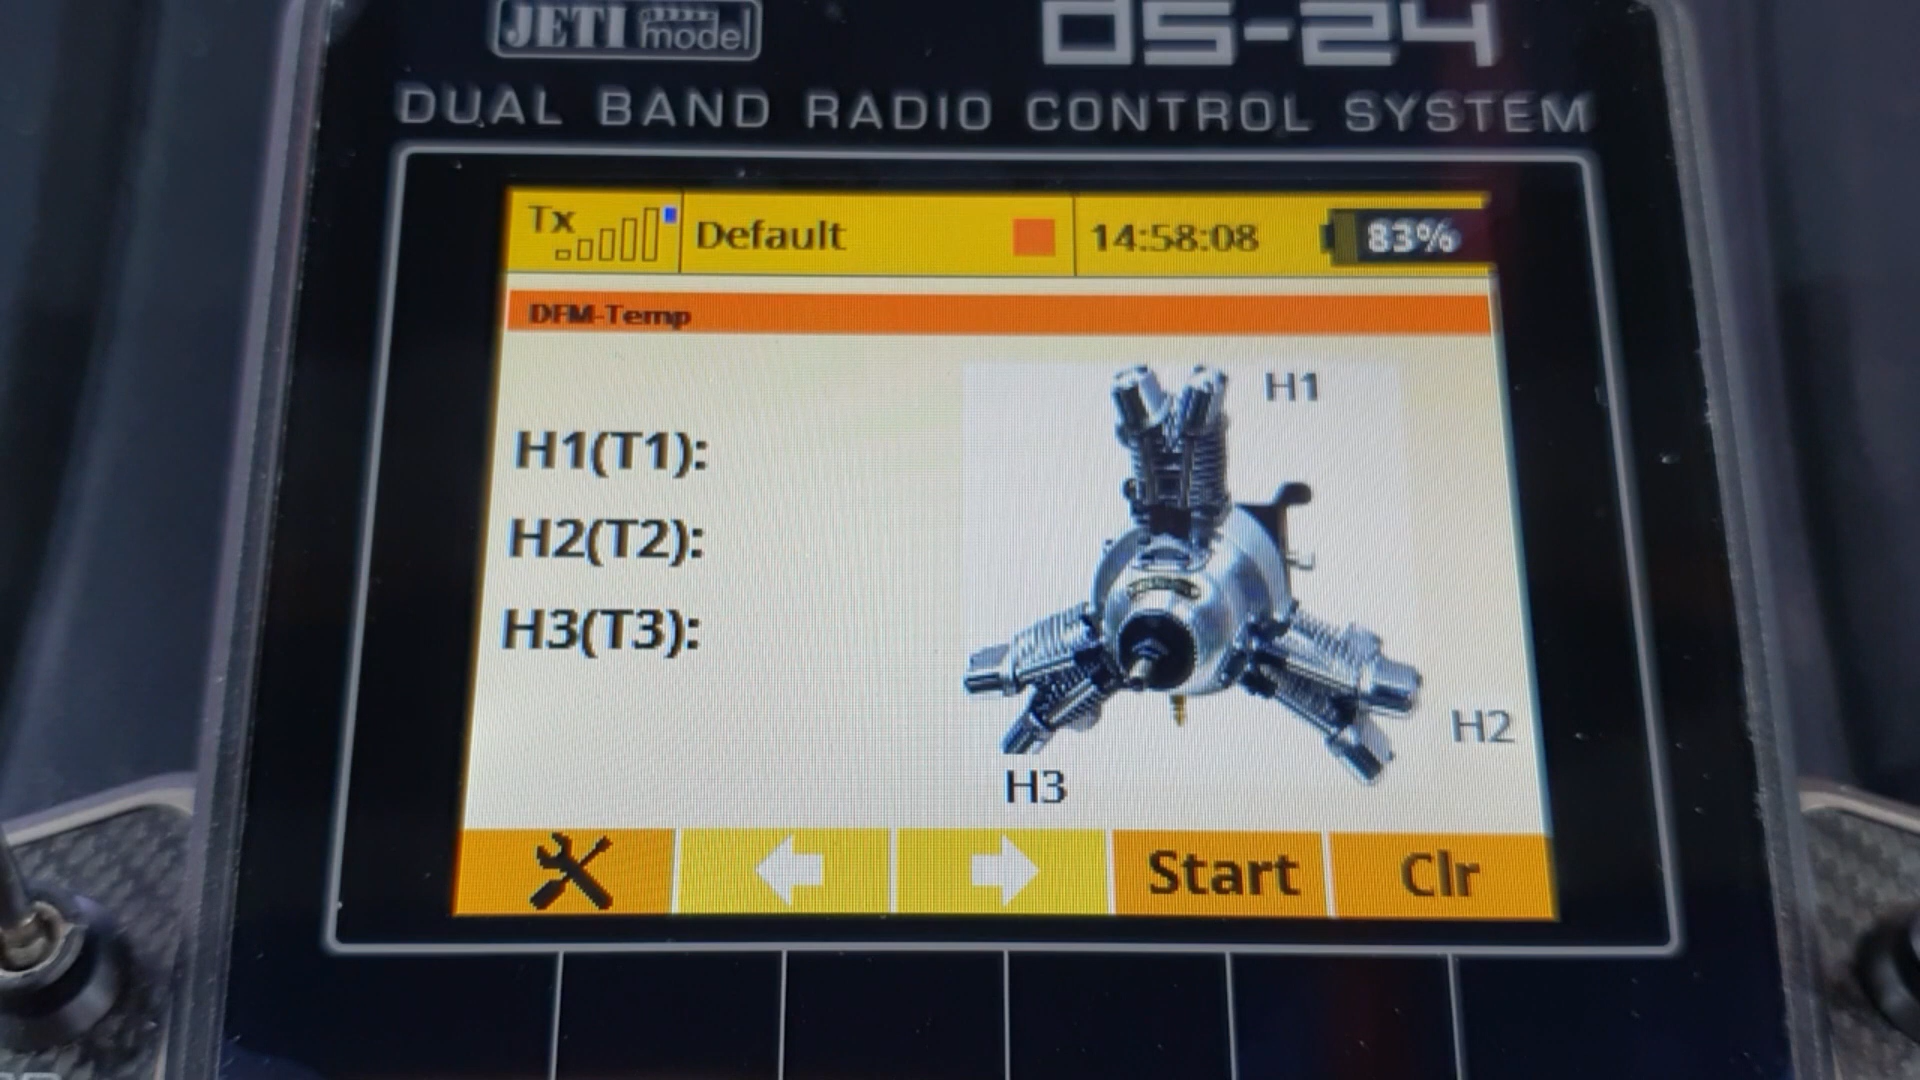 JETI model DS-24
DUAL BAND RADIO CONTROL SYSTEM
Tx Default 14:58:08 83%
DFM-Temp
H1
H1(T1):
H2(T2):
H3(T3):
H2
H3
Start Clr